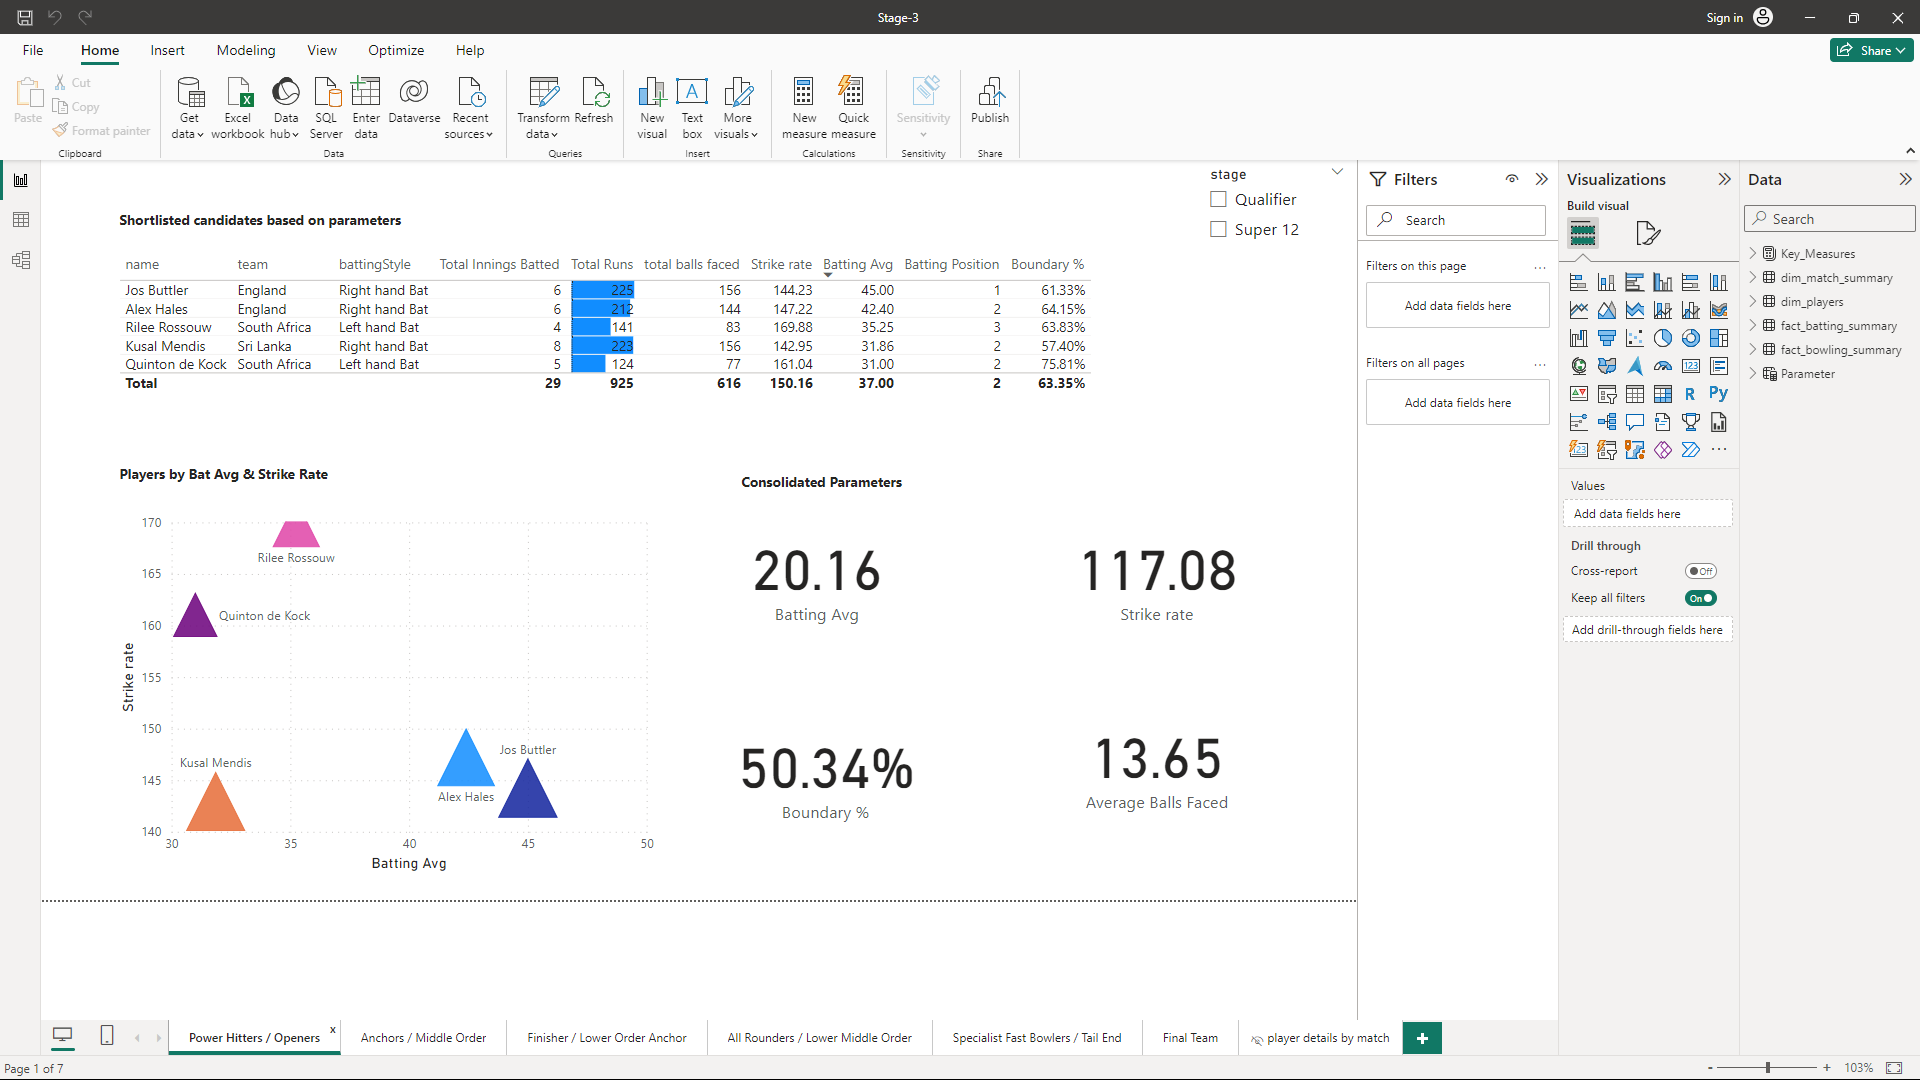 Stage-3
Sign in
File Home Insert Modeling View Optimize Help
Share
Paste
Cut
Copy
Format painter
Clipboard
Get data
Excel workbook
Data hub
SQL Server
Enter data
Dataverse
Recent sources
Data
Transform data
Refresh
Queries
New visual
Text box
More visuals
Insert
New measure
Quick measure
Calculations
Sensitivity
Sensitivity
Publish
Share
Shortlisted candidates based on parameters
stage
Qualifier
Super 12
name team battingStyle Total Innings Batted Total Runs total balls faced Strike rate Batting Avg Batting Position Boundary %
Jos Buttler England Right hand Bat 6 225 156 144.23 45.00 1 61.33%
Alex Hales England Right hand Bat 6 212 144 147.22 42.40 2 64.15%
Rilee Rossouw South Africa Left hand Bat 4 141 83 169.88 35.25 3 63.83%
Kusal Mendis Sri Lanka Right hand Bat 8 223 156 142.95 31.86 2 57.40%
Quinton de Kock South Africa Left hand Bat 5 124 77 161.04 31.00 2 75.81%
Total 29 925 616 150.16 37.00 2 63.35%
Players by Bat Avg & Strike Rate
170
165
160
155
150
145
140
Strike rate
Rilee Rossouw
Quinton de Kock
Kusal Mendis
Alex Hales
Jos Buttler
30 35 40 45 50
Batting Avg
Consolidated Parameters
20.16
Batting Avg
117.08
Strike rate
50.34%
Boundary %
13.65
Average Balls Faced
Filters
Search
Filters on this page
Add data fields here
Filters on all pages
Add data fields here
Visualizations
Build visual
123
R
Py
123
Values
Add data fields here
Drill through
Cross-report
Off
Keep all filters
On
Add drill-through fields here
Data
Search
Key_Measures
dim_match_summary
dim_players
fact_batting_summary
fact_bowling_summary
Parameter
Power Hitters / Openers x
Anchors / Middle Order
Finisher / Lower Order Anchor
All Rounders / Lower Middle Order
Specialist Fast Bowlers / Tail End
Final Team
player details by match
+
Page 1 of 7
- + 103%